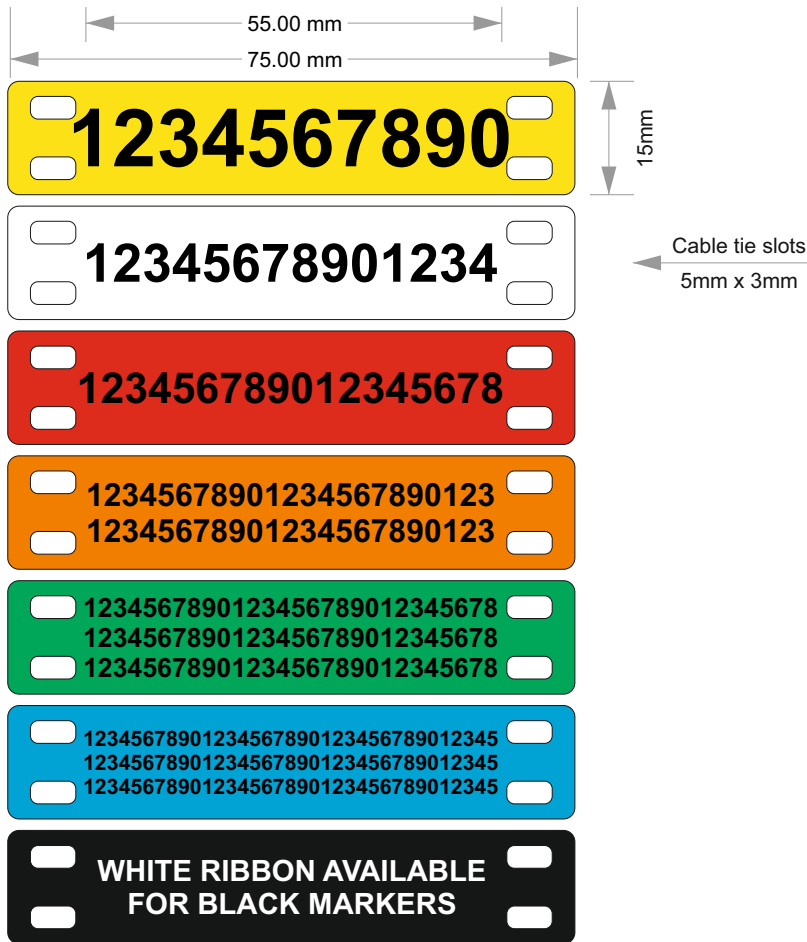 55.00 mm
75.00 mm
1234567890
15mm
12345678901234
Cable tie slots
5mm x 3mm
123456789012345678
12345678901234567890123
12345678901234567890123
1234567890123456789012345678
1234567890123456789012345678
1234567890123456789012345678
12345678901234567890123456789012345
12345678901234567890123456789012345
12345678901234567890123456789012345
WHITE RIBBON AVAILABLE
FOR BLACK MARKERS